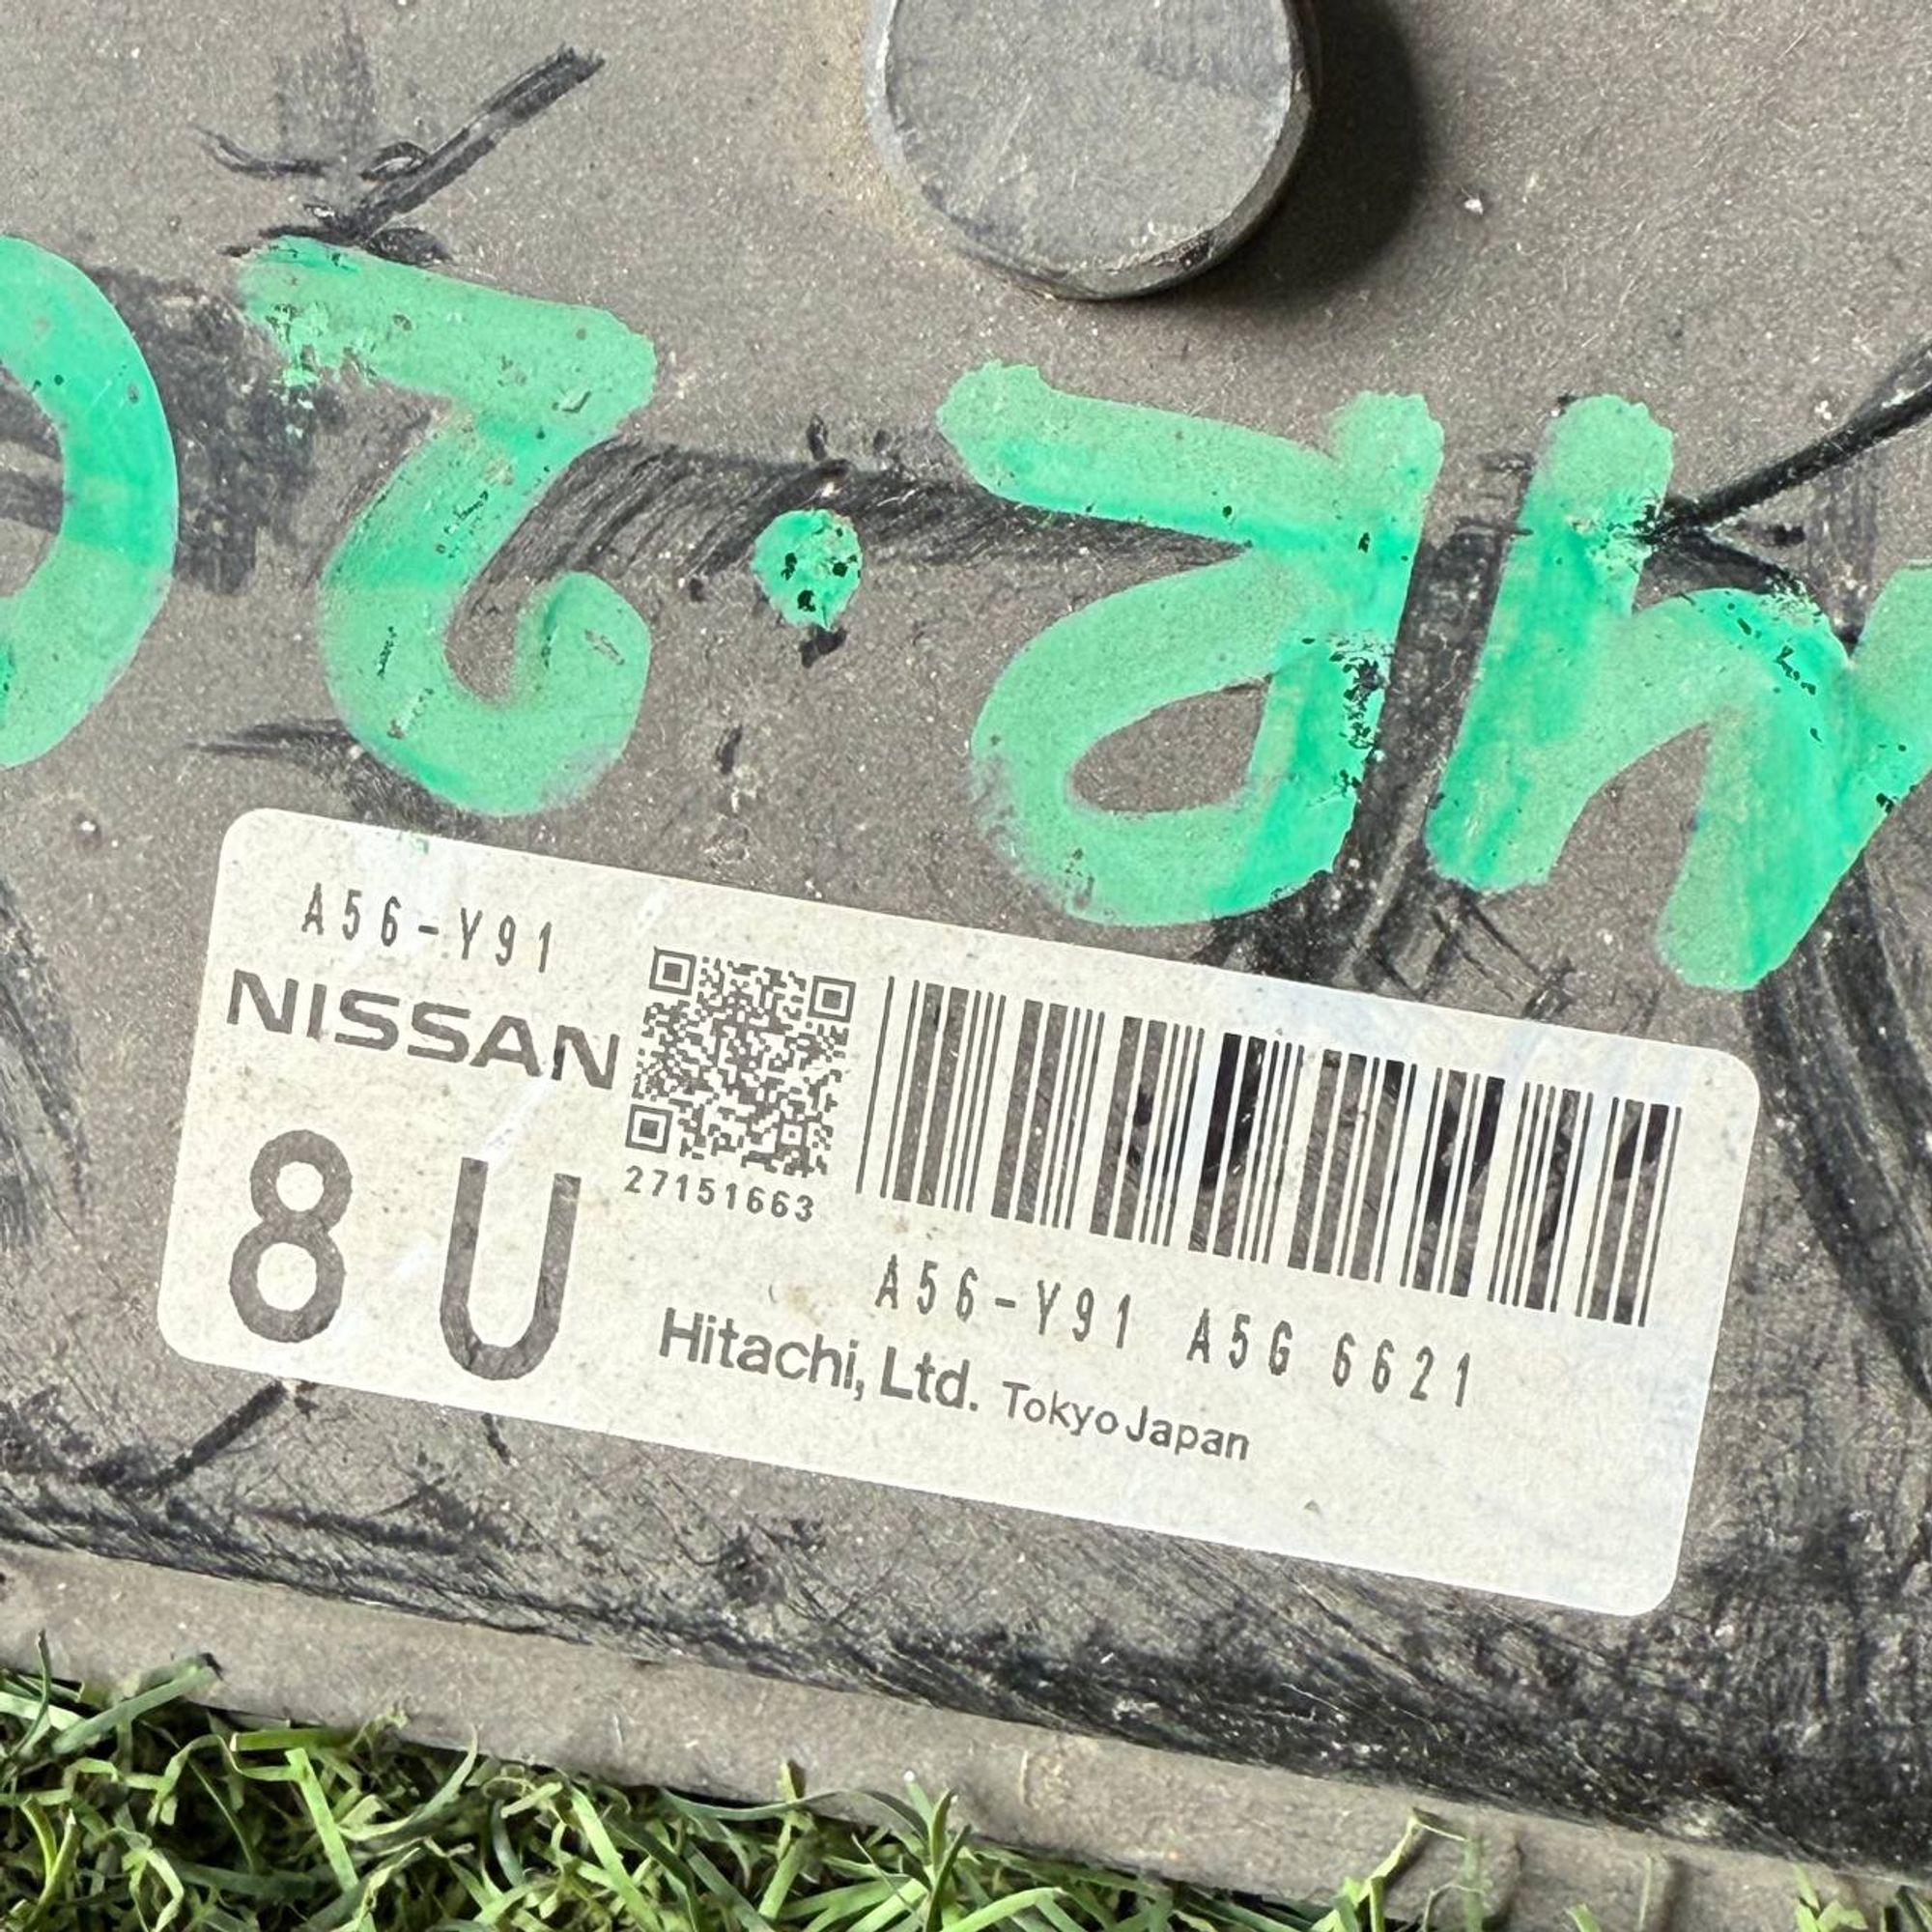 A56-Y91
NISSAN
8U
27151663
A56-Y91 A5G 6621
Hitachi, Ltd. Tokyo Japan